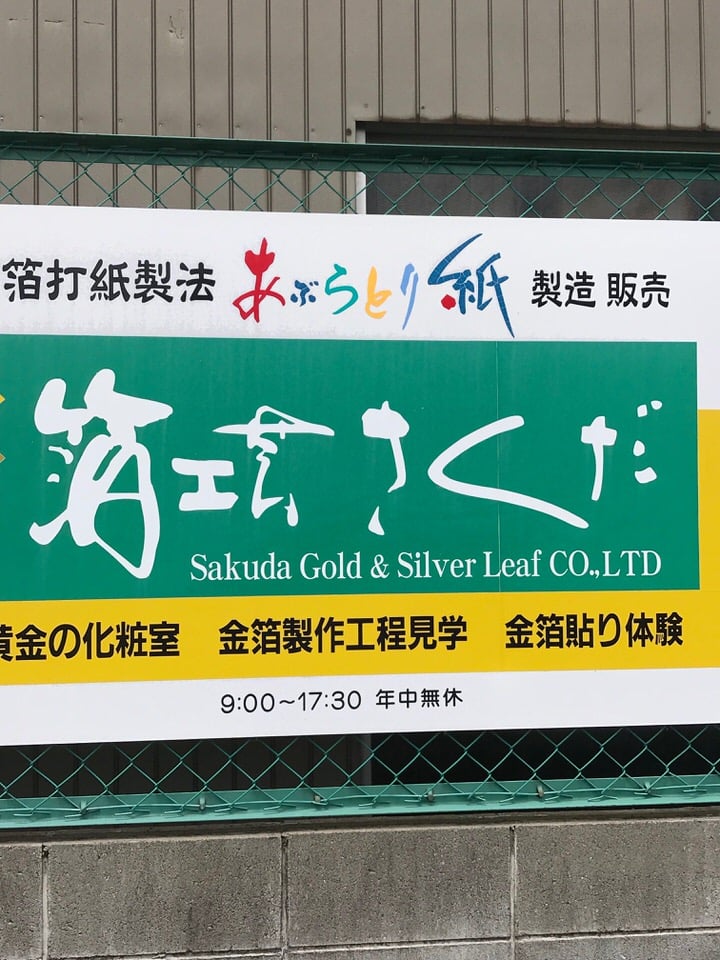 箔打紙製法 あぶらとり紙 製造 販売
箔工芸さくだ
Sakuda Gold & Silver Leaf CO.,LTD
黄金の化粧室 金箔製作工程見学 金箔貼り体験
9:00~17:30 年中無休